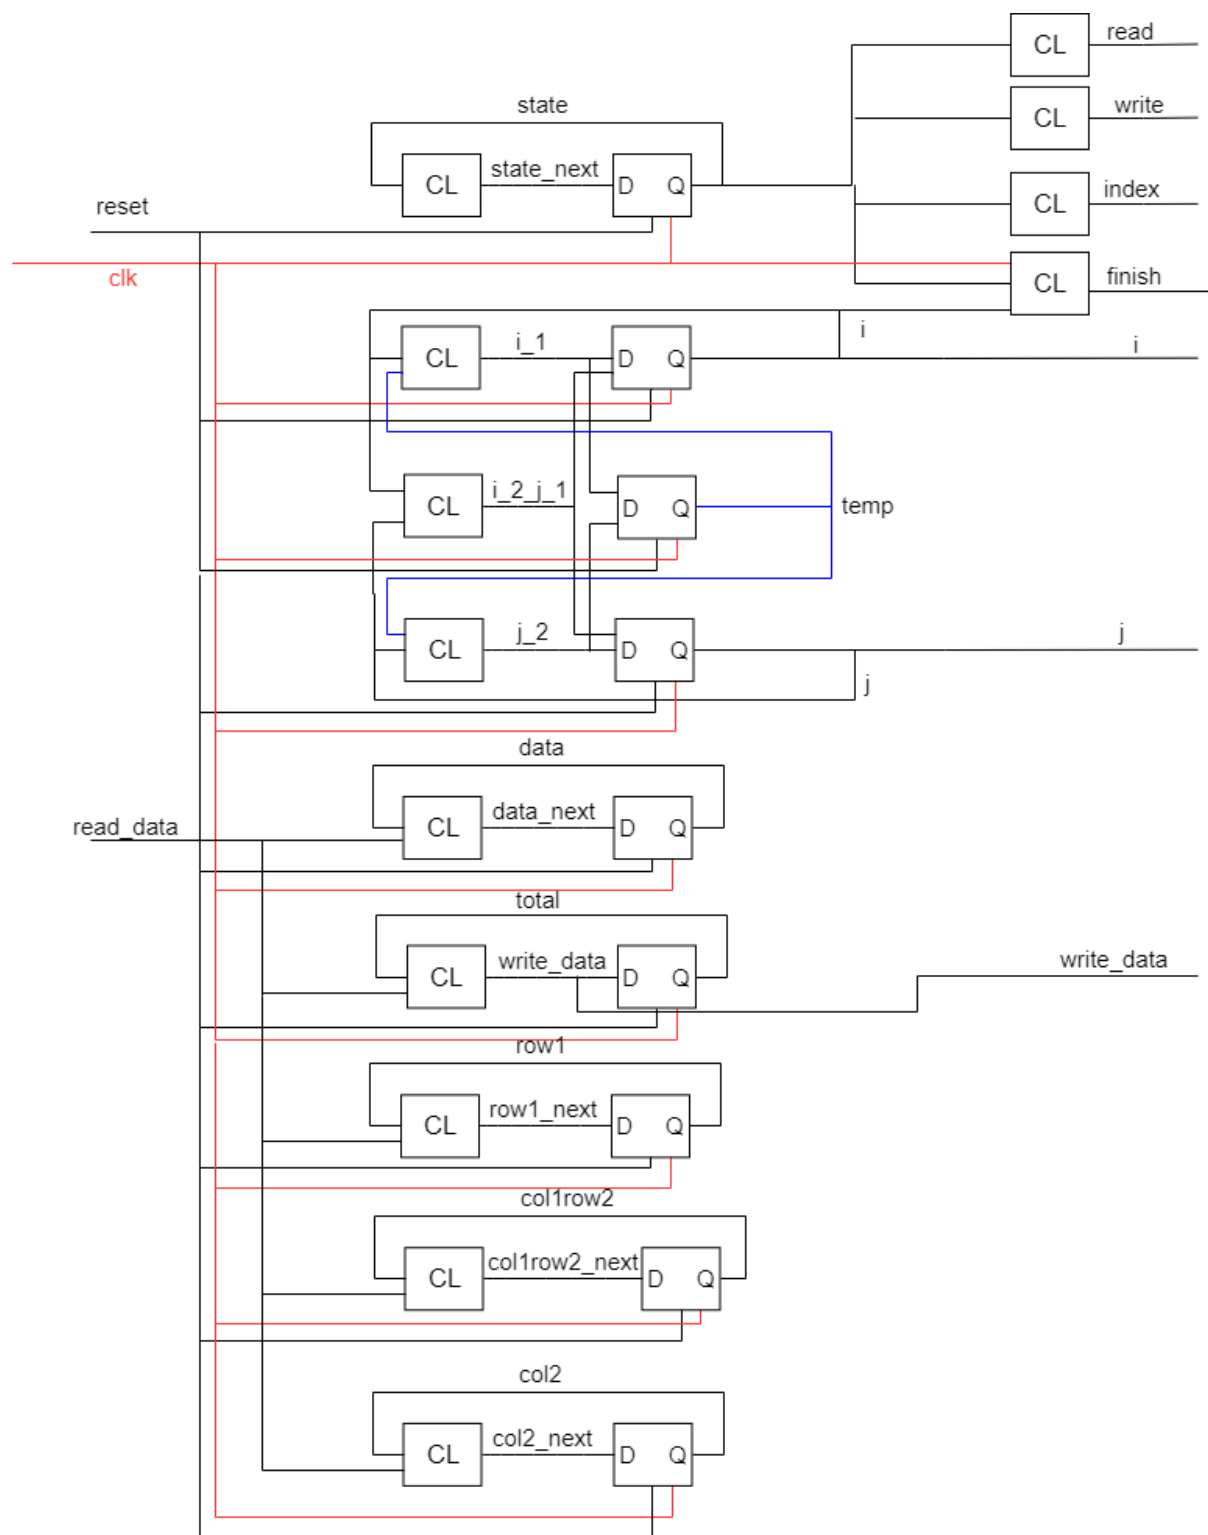 CL read
state
CL write
CL state_next D Q
reset
CL index
clk
CL finish
i
CL i_1 D Q
i
CL i_2_j_1 D Q
temp
CL j_2 D Q
j
j
data
read_data
CL data_next D Q
total
CL write_data D Q
write_data
row1
CL row1_next D Q
col1row2
CL col1row2_next D Q
col2
CL col2_next D Q